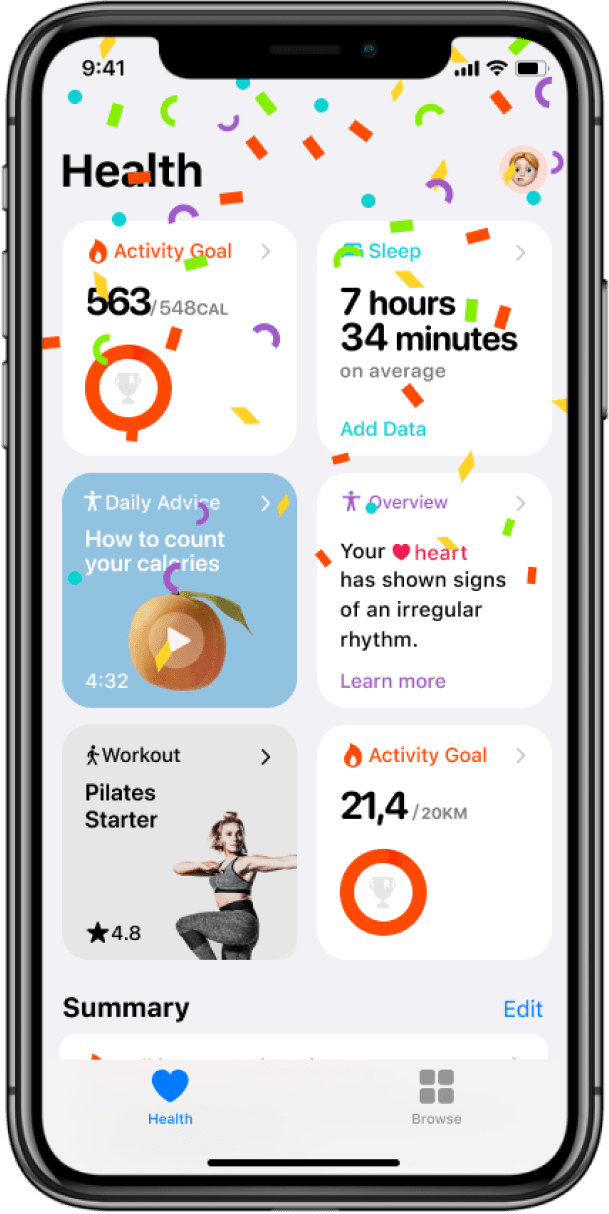 9:41
Health
Activity Goal
563/548CAL
Sleep
7 hours
34 minutes
on average
Add Data
Daily Advice
How to count
your calories
4:32
Overview
Your heart
has shown signs
of an irregular
rhythm.
Learn more
Workout
Pilates
Starter
4.8
Activity Goal
21,4/20KM
Summary
Edit
Health
Browse